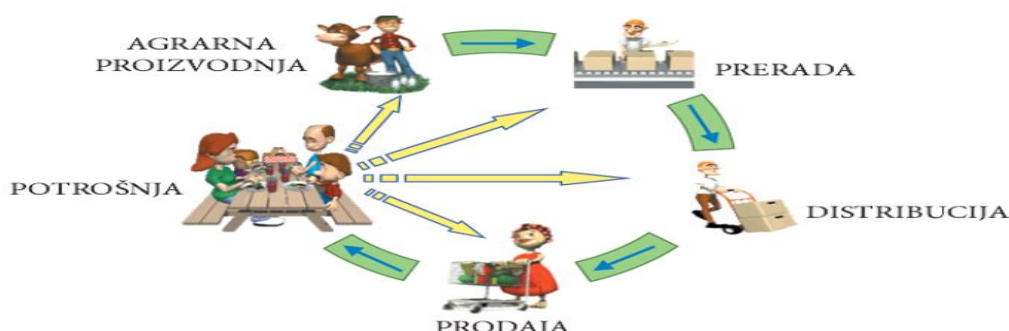 AGRARNA
PROIZVODNJA
PRERADA
POTROŠNJA
DISTRIBUCIJA
PRODAJA